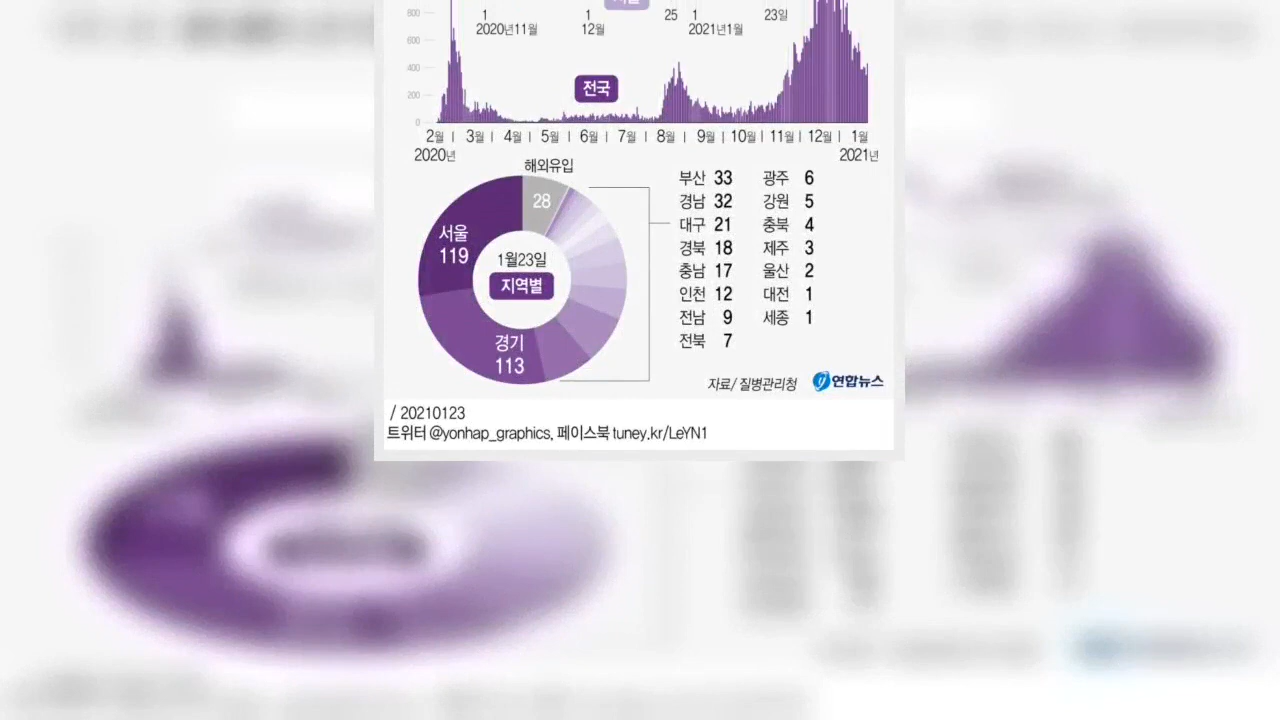 800
1
1
25
1
23일
2020년11월
12월
2021년1월
600
400
200
0
전국
2월
3월
4월
5월
6월
7월
8월
9월
10월
11월
12월
1월
2020년
2021년
해외유입
28
서울
119
1월23일
지역별
경기
113
부산 33 광주 6
경남 32 강원 5
대구 21 충북 4
경북 18 제주 3
충남 17 울산 2
인천 12 대전 1
전남 9 세종 1
전북 7
자료/ 질병관리청
연합뉴스
/ 20210123
트위터 @yonhap_graphics, 페이스북 tuney.kr/LeYN1